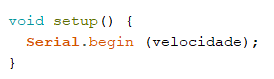 void setup() {
Serial.begin (velocidade);
}